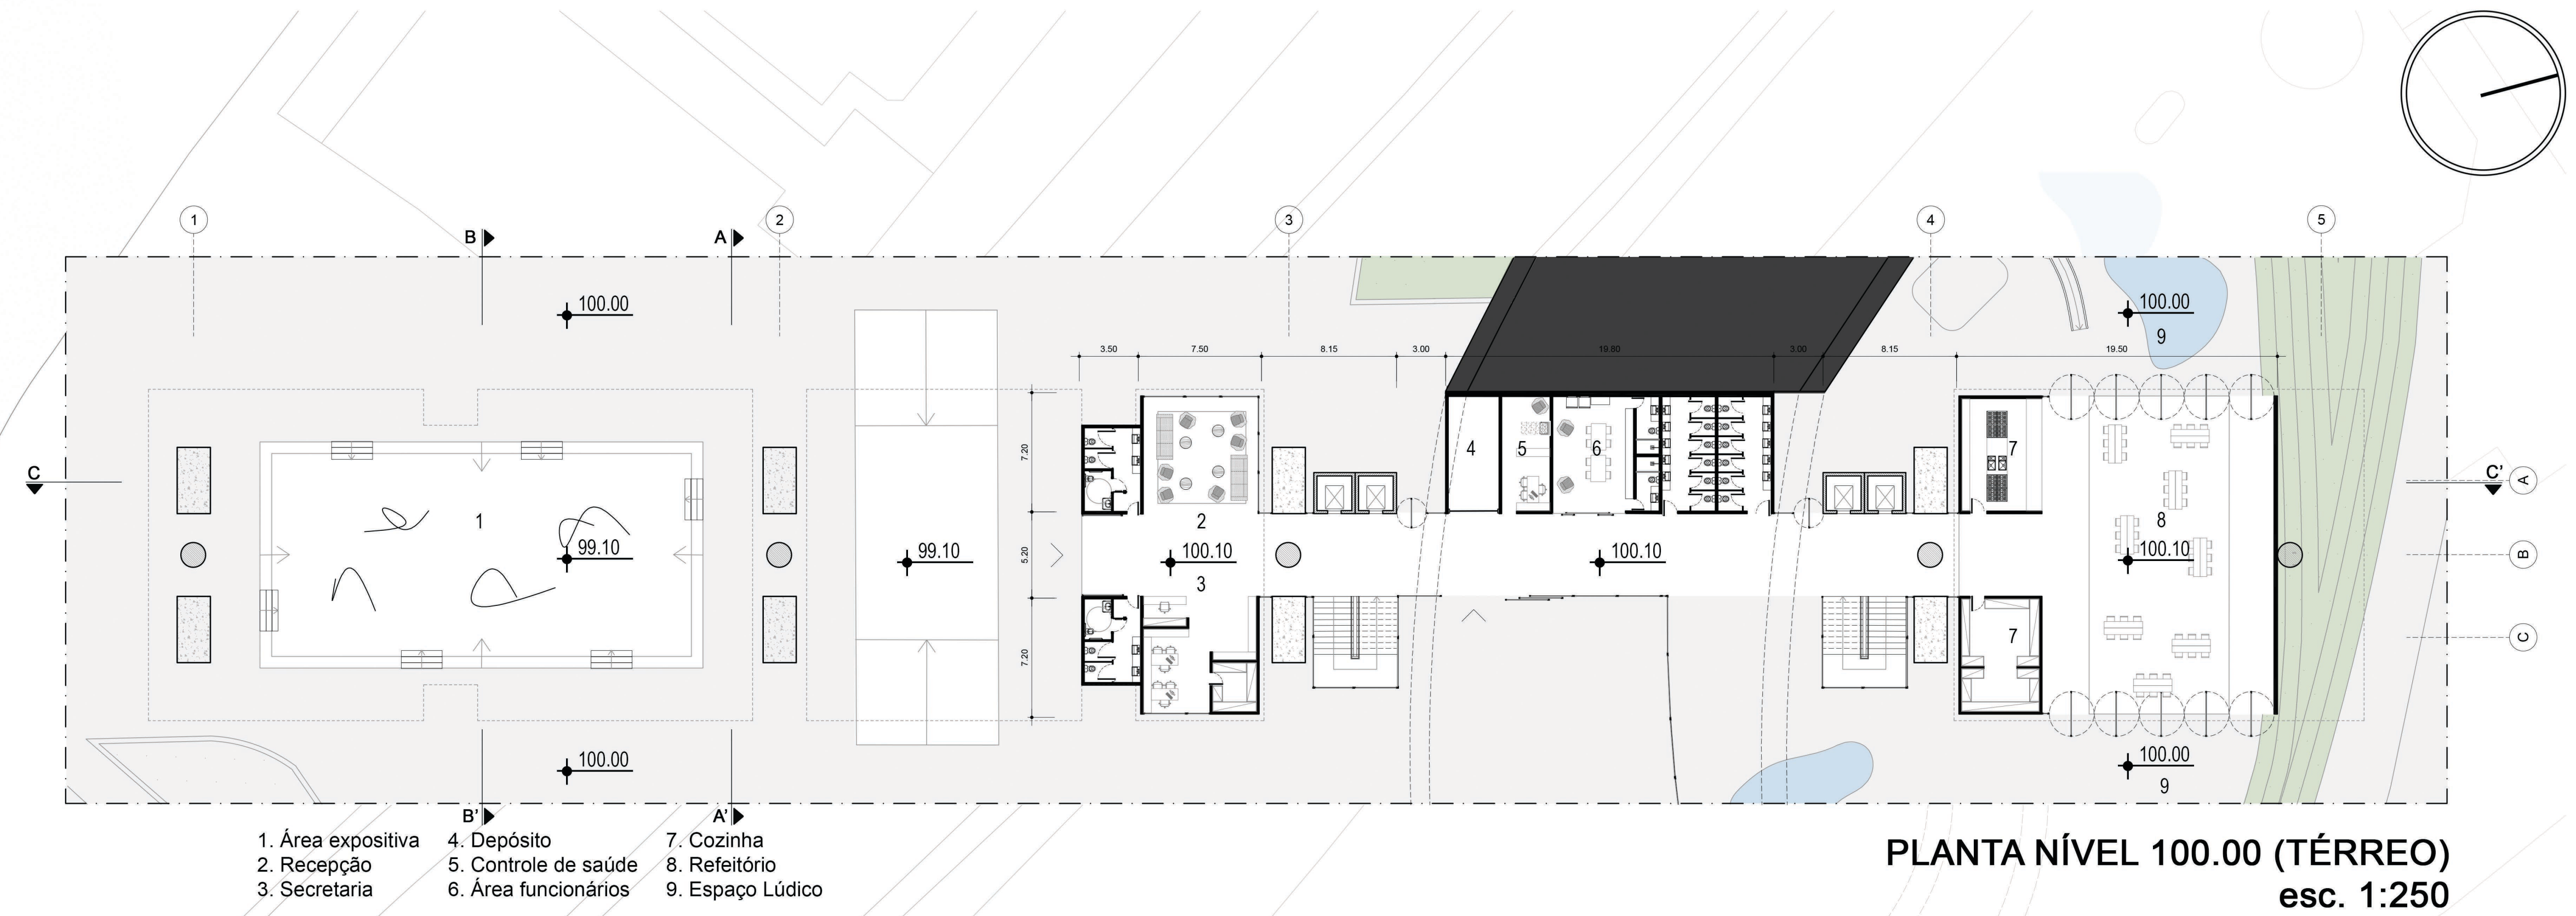 1
2
3
4
5
B
A
100.00
100.00
9
3.50
7.50
8.15
3.00
19.80
3.00
8.15
19.50
7.20
5.20
7.20
C
C'
A
B
C
1
99.10
99.10
2
100.10
3
4
5
6
100.10
7
7
8
100.10
100.00
100.00
9
B'
A'
1. Área expositiva
2. Recepção
3. Secretaria
4. Depósito
5. Controle de saúde
6. Área funcionários
7. Cozinha
8. Refeitório
9. Espaço Lúdico
PLANTA NÍVEL 100.00 (TÉRREO)
esc. 1:250